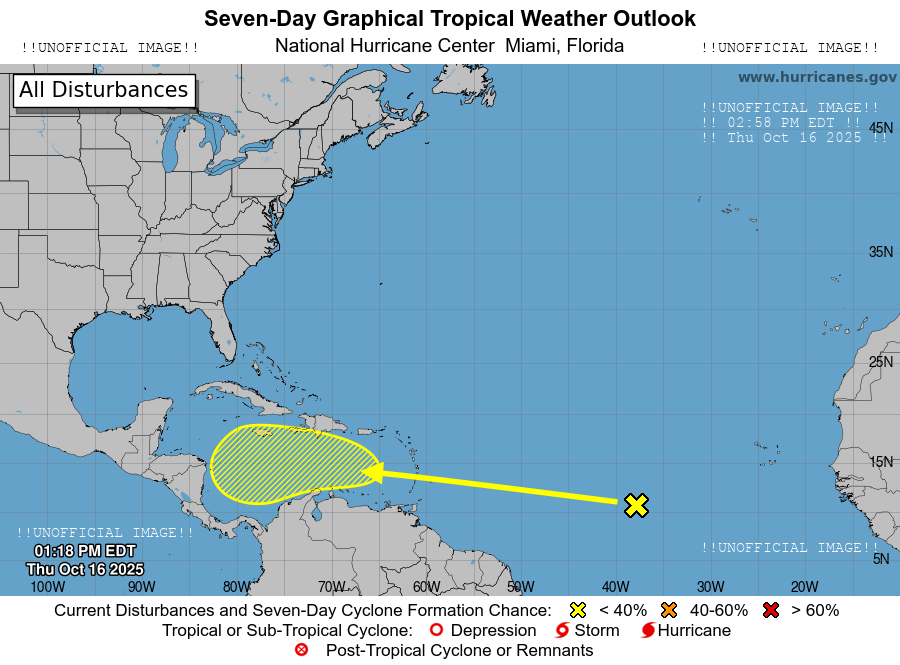 Seven-Day Graphical Tropical Weather Outlook
!!UNOFFICIAL IMAGE!! National Hurricane Center Miami, Florida !!UNOFFICIAL IMAGE!!
All Disturbances
www.hurricanes.gov
!!UNOFFICIAL IMAGE!!
!! 02:58 PM EDT !!
!! Thu Oct 16 2025 !!
45N
35N
25N
15N
!!UNOFFICIAL IMAGE!!
01:18 PM EDT
Thu Oct 16 2025
!!UNOFFICIAL IMAGE!!
5N
100W 90W 80W 70W 60W 50W 40W 30W 20W
Current Disturbances and Seven-Day Cyclone Formation Chance: < 40% 40-60% > 60%
Tropical or Sub-Tropical Cyclone: Depression Storm Hurricane
Post-Tropical Cyclone or Remnants